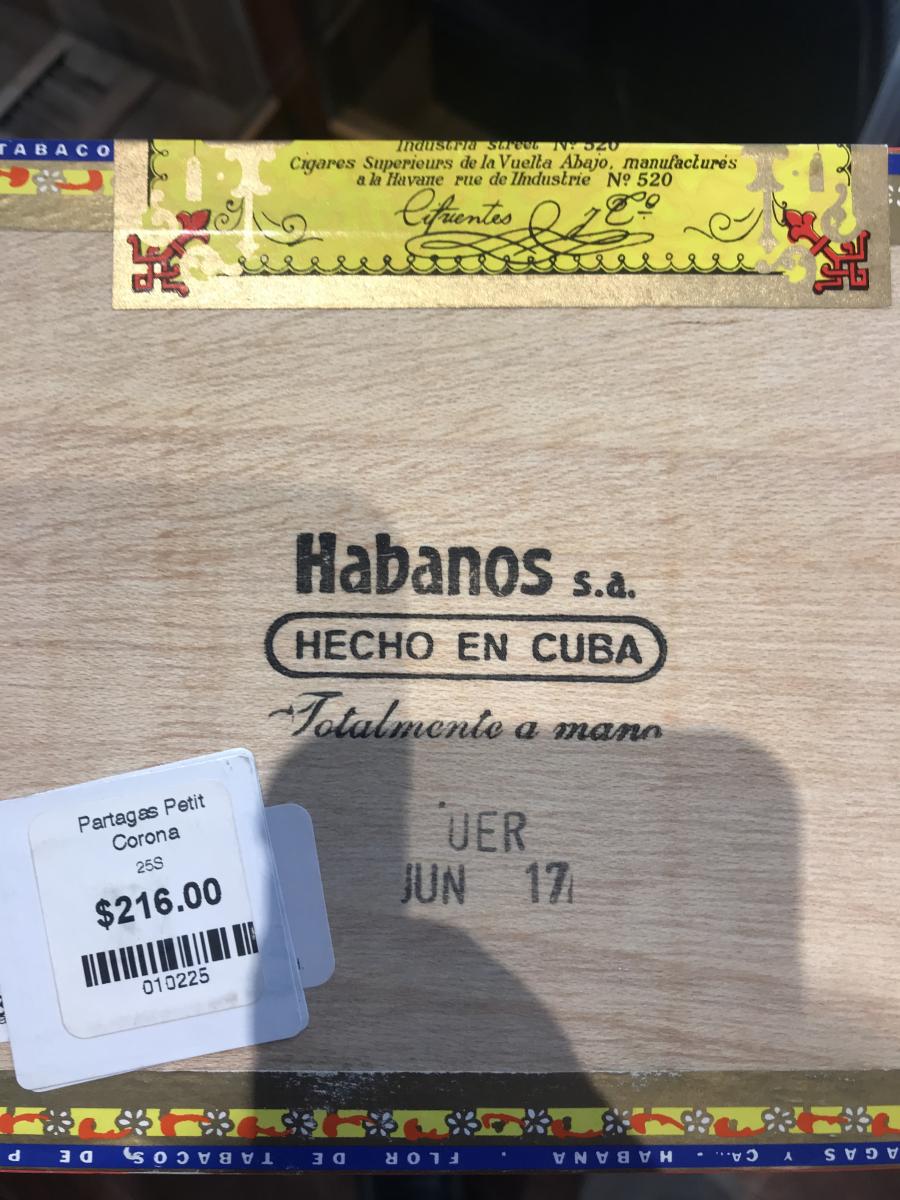 TABACO
Industria street Nº 520
Cigares Superieurs de la Vuelta Abajo, manufacturés
a la Havane rue de l'Industrie Nº 520
Cifuentes y Cª
Habanos s.a.
HECHO EN CUBA
Totalmente a mano
UER
JUN 17
Partagas Petit
Corona
25S
$216.00
010225
AGAS Y CA... HABANA . FLOR DE TABACOS, DE P